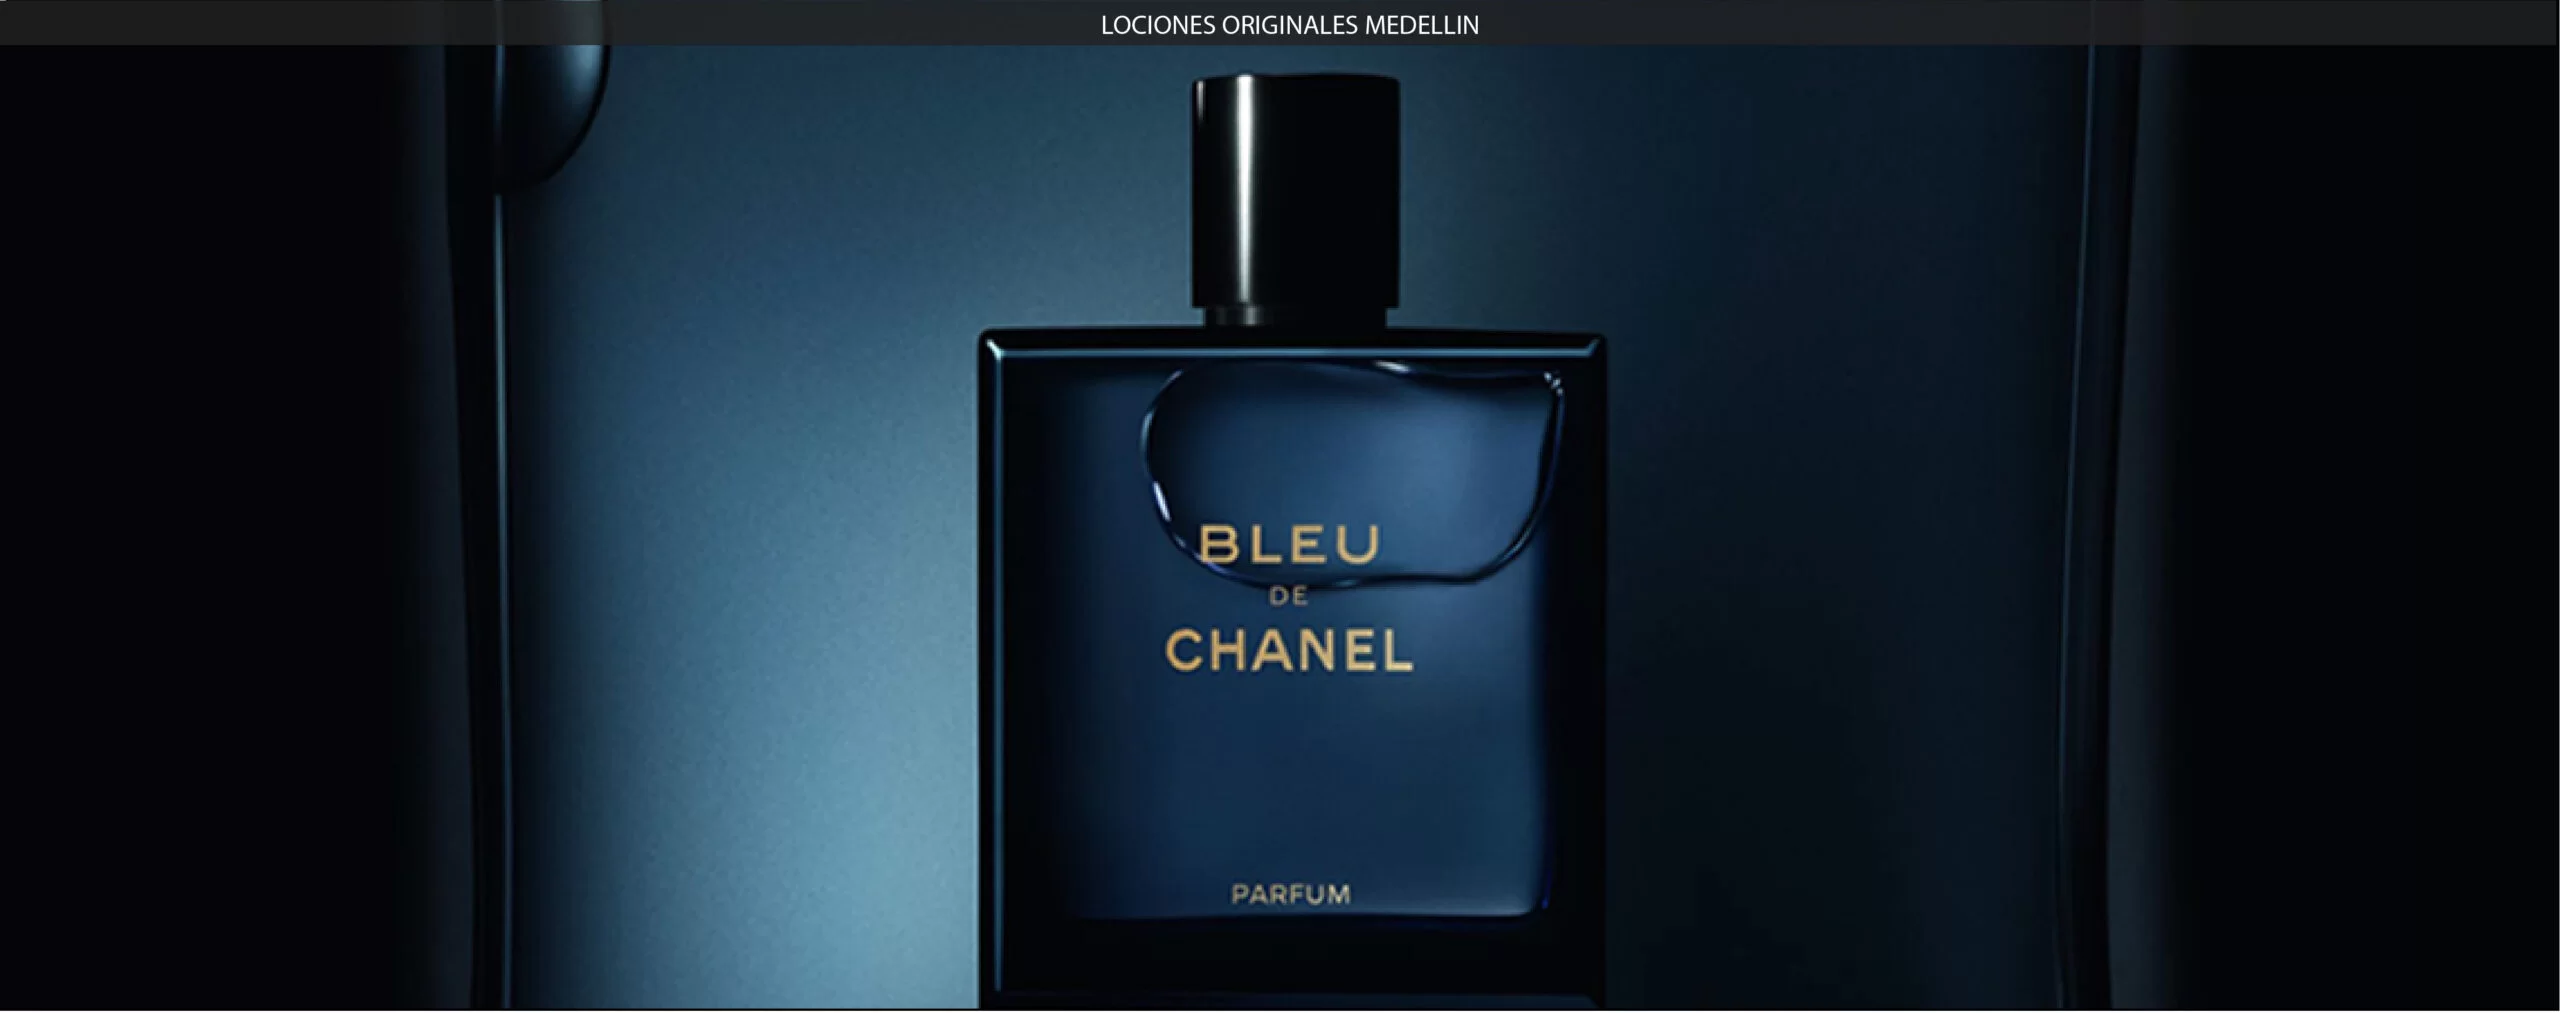 LOCIONES ORIGINALES MEDELLIN
BLEU
DE
CHANEL
PARFUM